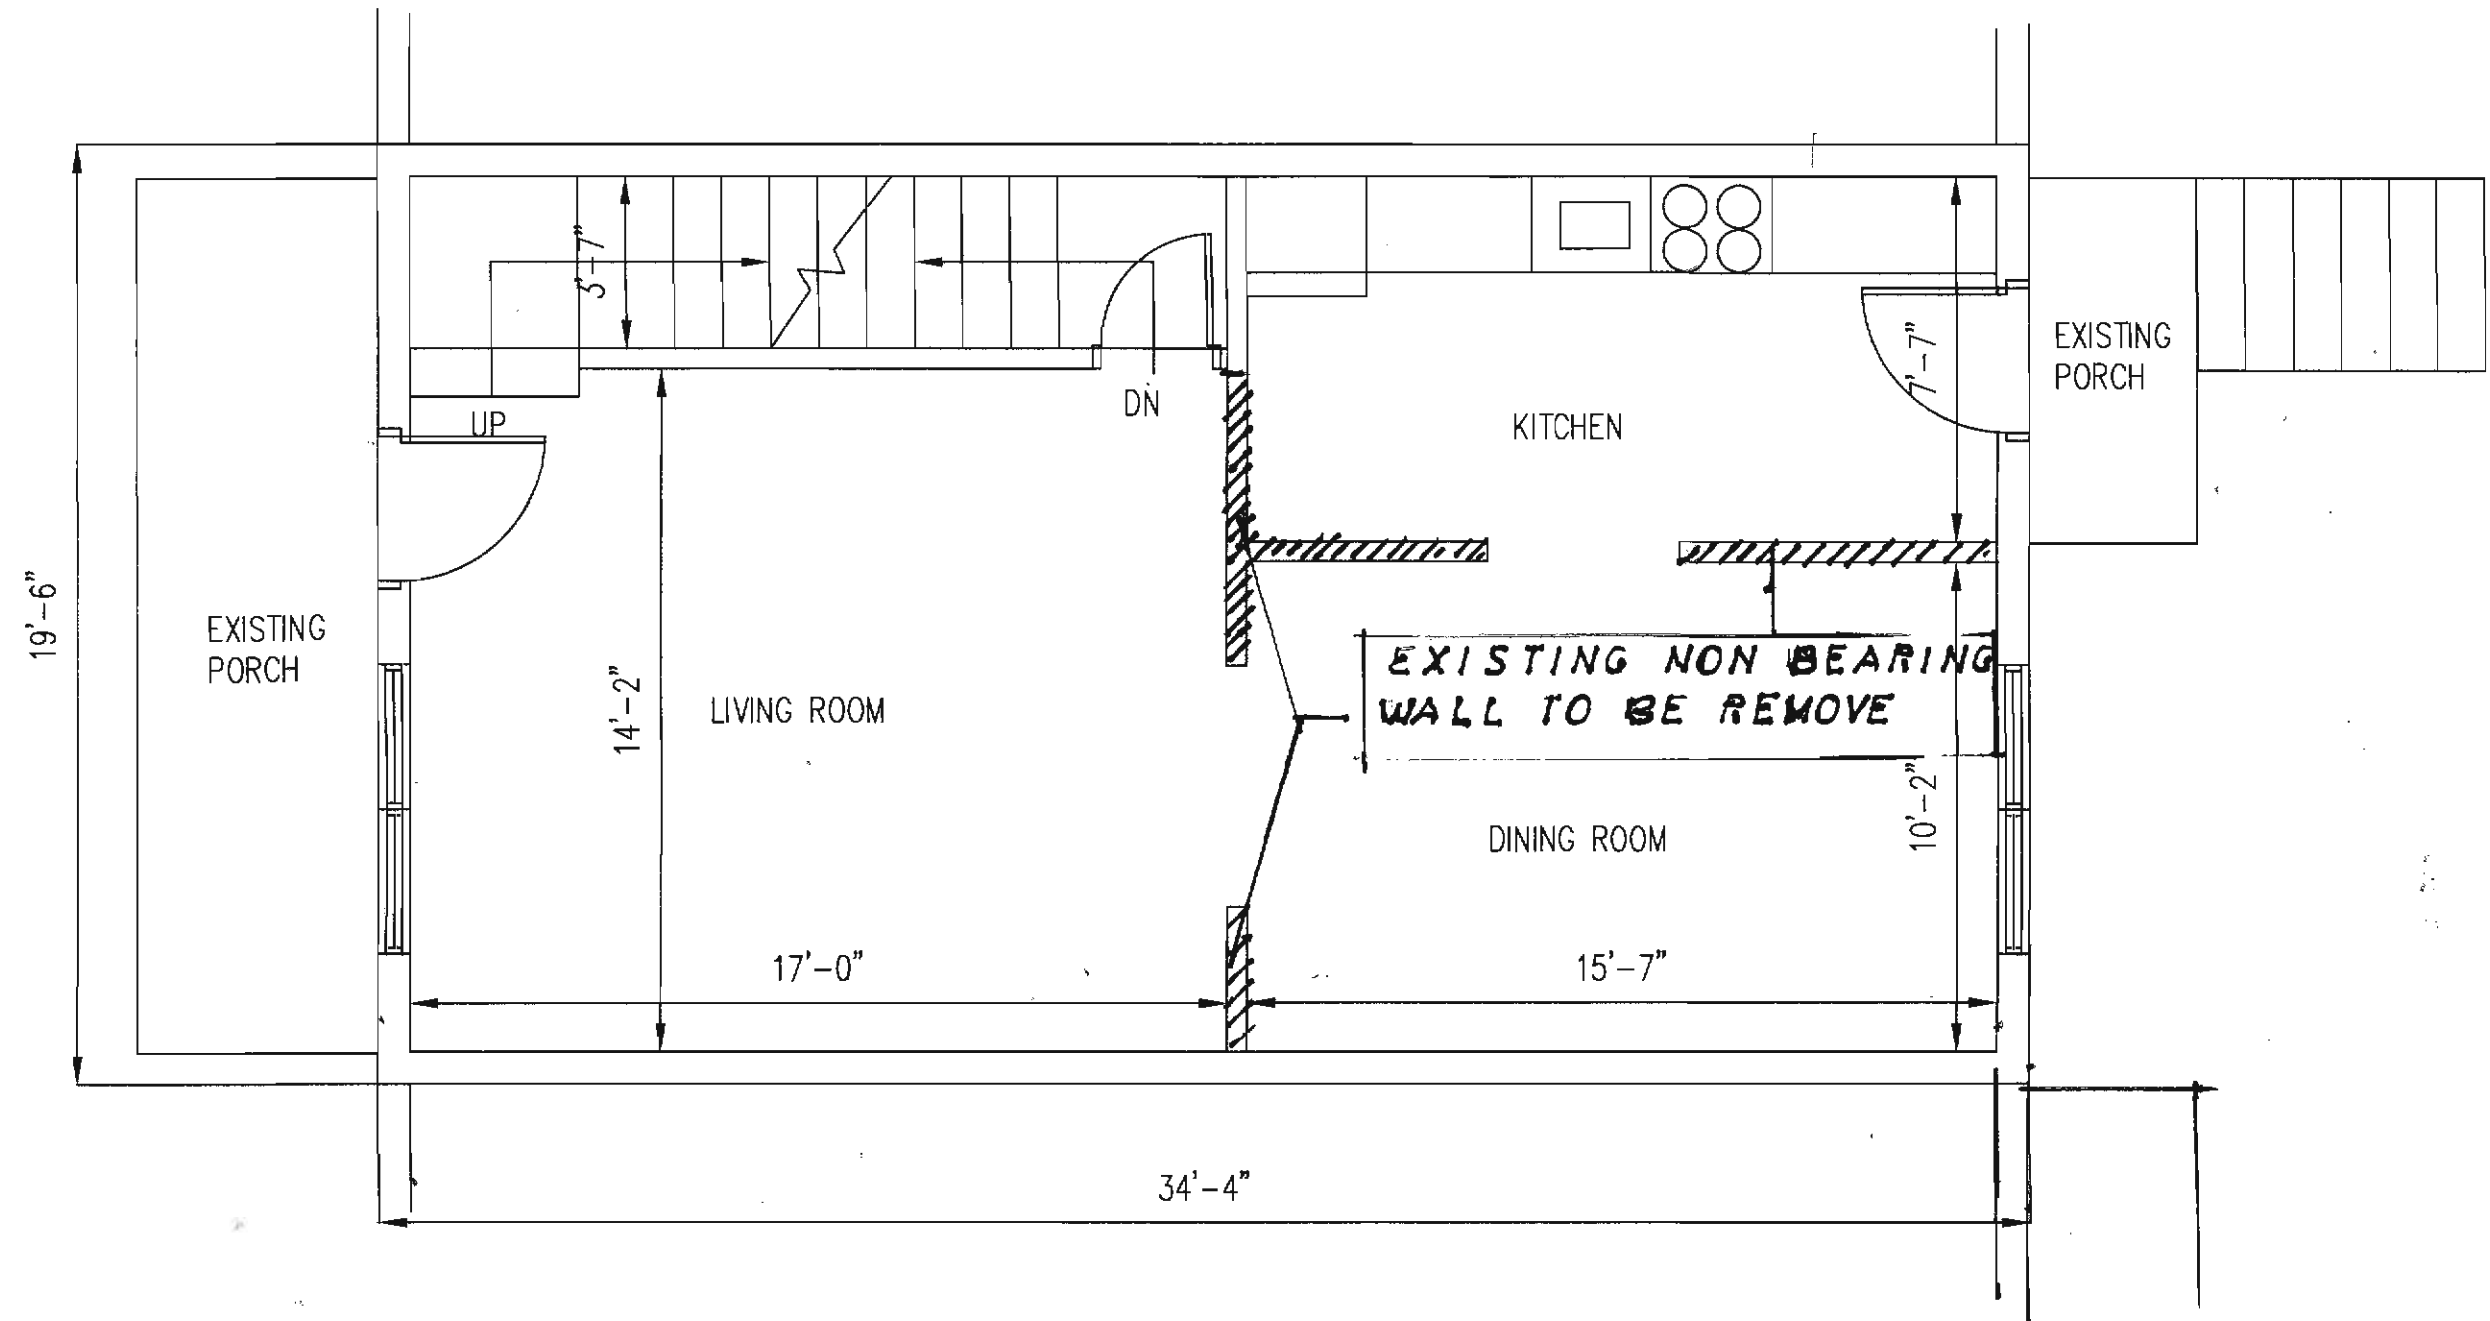 3'-7"
EXISTING
PORCH
7'-7"
DN
UP
KITCHEN
19'-6"
EXISTING
PORCH
EXISTING NON BEARING
WALL TO BE REMOVE
14'-2"
LIVING ROOM
10'-2"
DINING ROOM
17'-0"
15'-7"
34'-4"